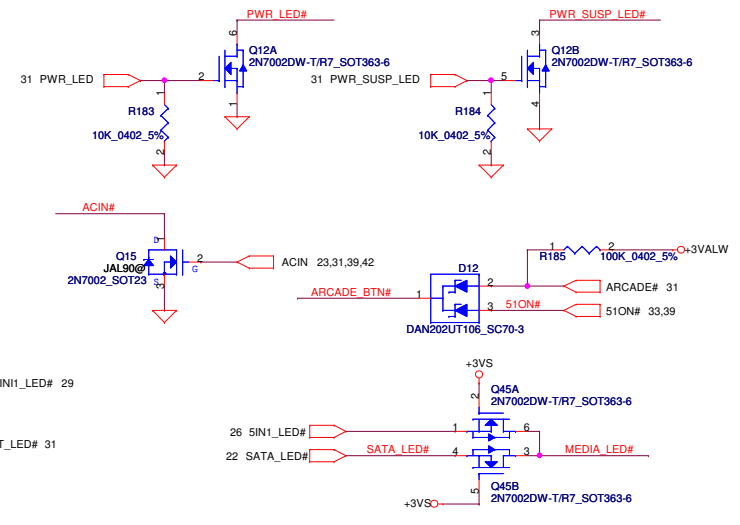 PWR_LED#
6
Q12A
2N7002DW-T/R7_SOT363-6
31 PWR_LED
2
1
1
R183
10K_0402_5%
2
PWR_SUSP_LED#
3
Q12B
2N7002DW-T/R7_SOT363-6
31 PWR_SUSP_LED
5
4
1
R184
10K_0402_5%
2
ACIN#
1
D
Q15
JAL90@
2N7002_SOT23
2
G
S
3
ACIN 23,31,39,42
1
2
+3VALW
R185
100K_0402_5%
D12
ARCADE_BTN#
1
2
ARCADE# 31
3
51ON#
51ON# 33,39
DAN202UT106_SC70-3
INI1_LED# 29
T_LED# 31
+3VS
Q45A
2N7002DW-T/R7_SOT363-6
2
26 5IN1_LED#
1
6
22 SATA_LED#
SATA_LED#
4
3
MEDIA_LED#
5
Q45B
2N7002DW-T/R7_SOT363-6
+3VS